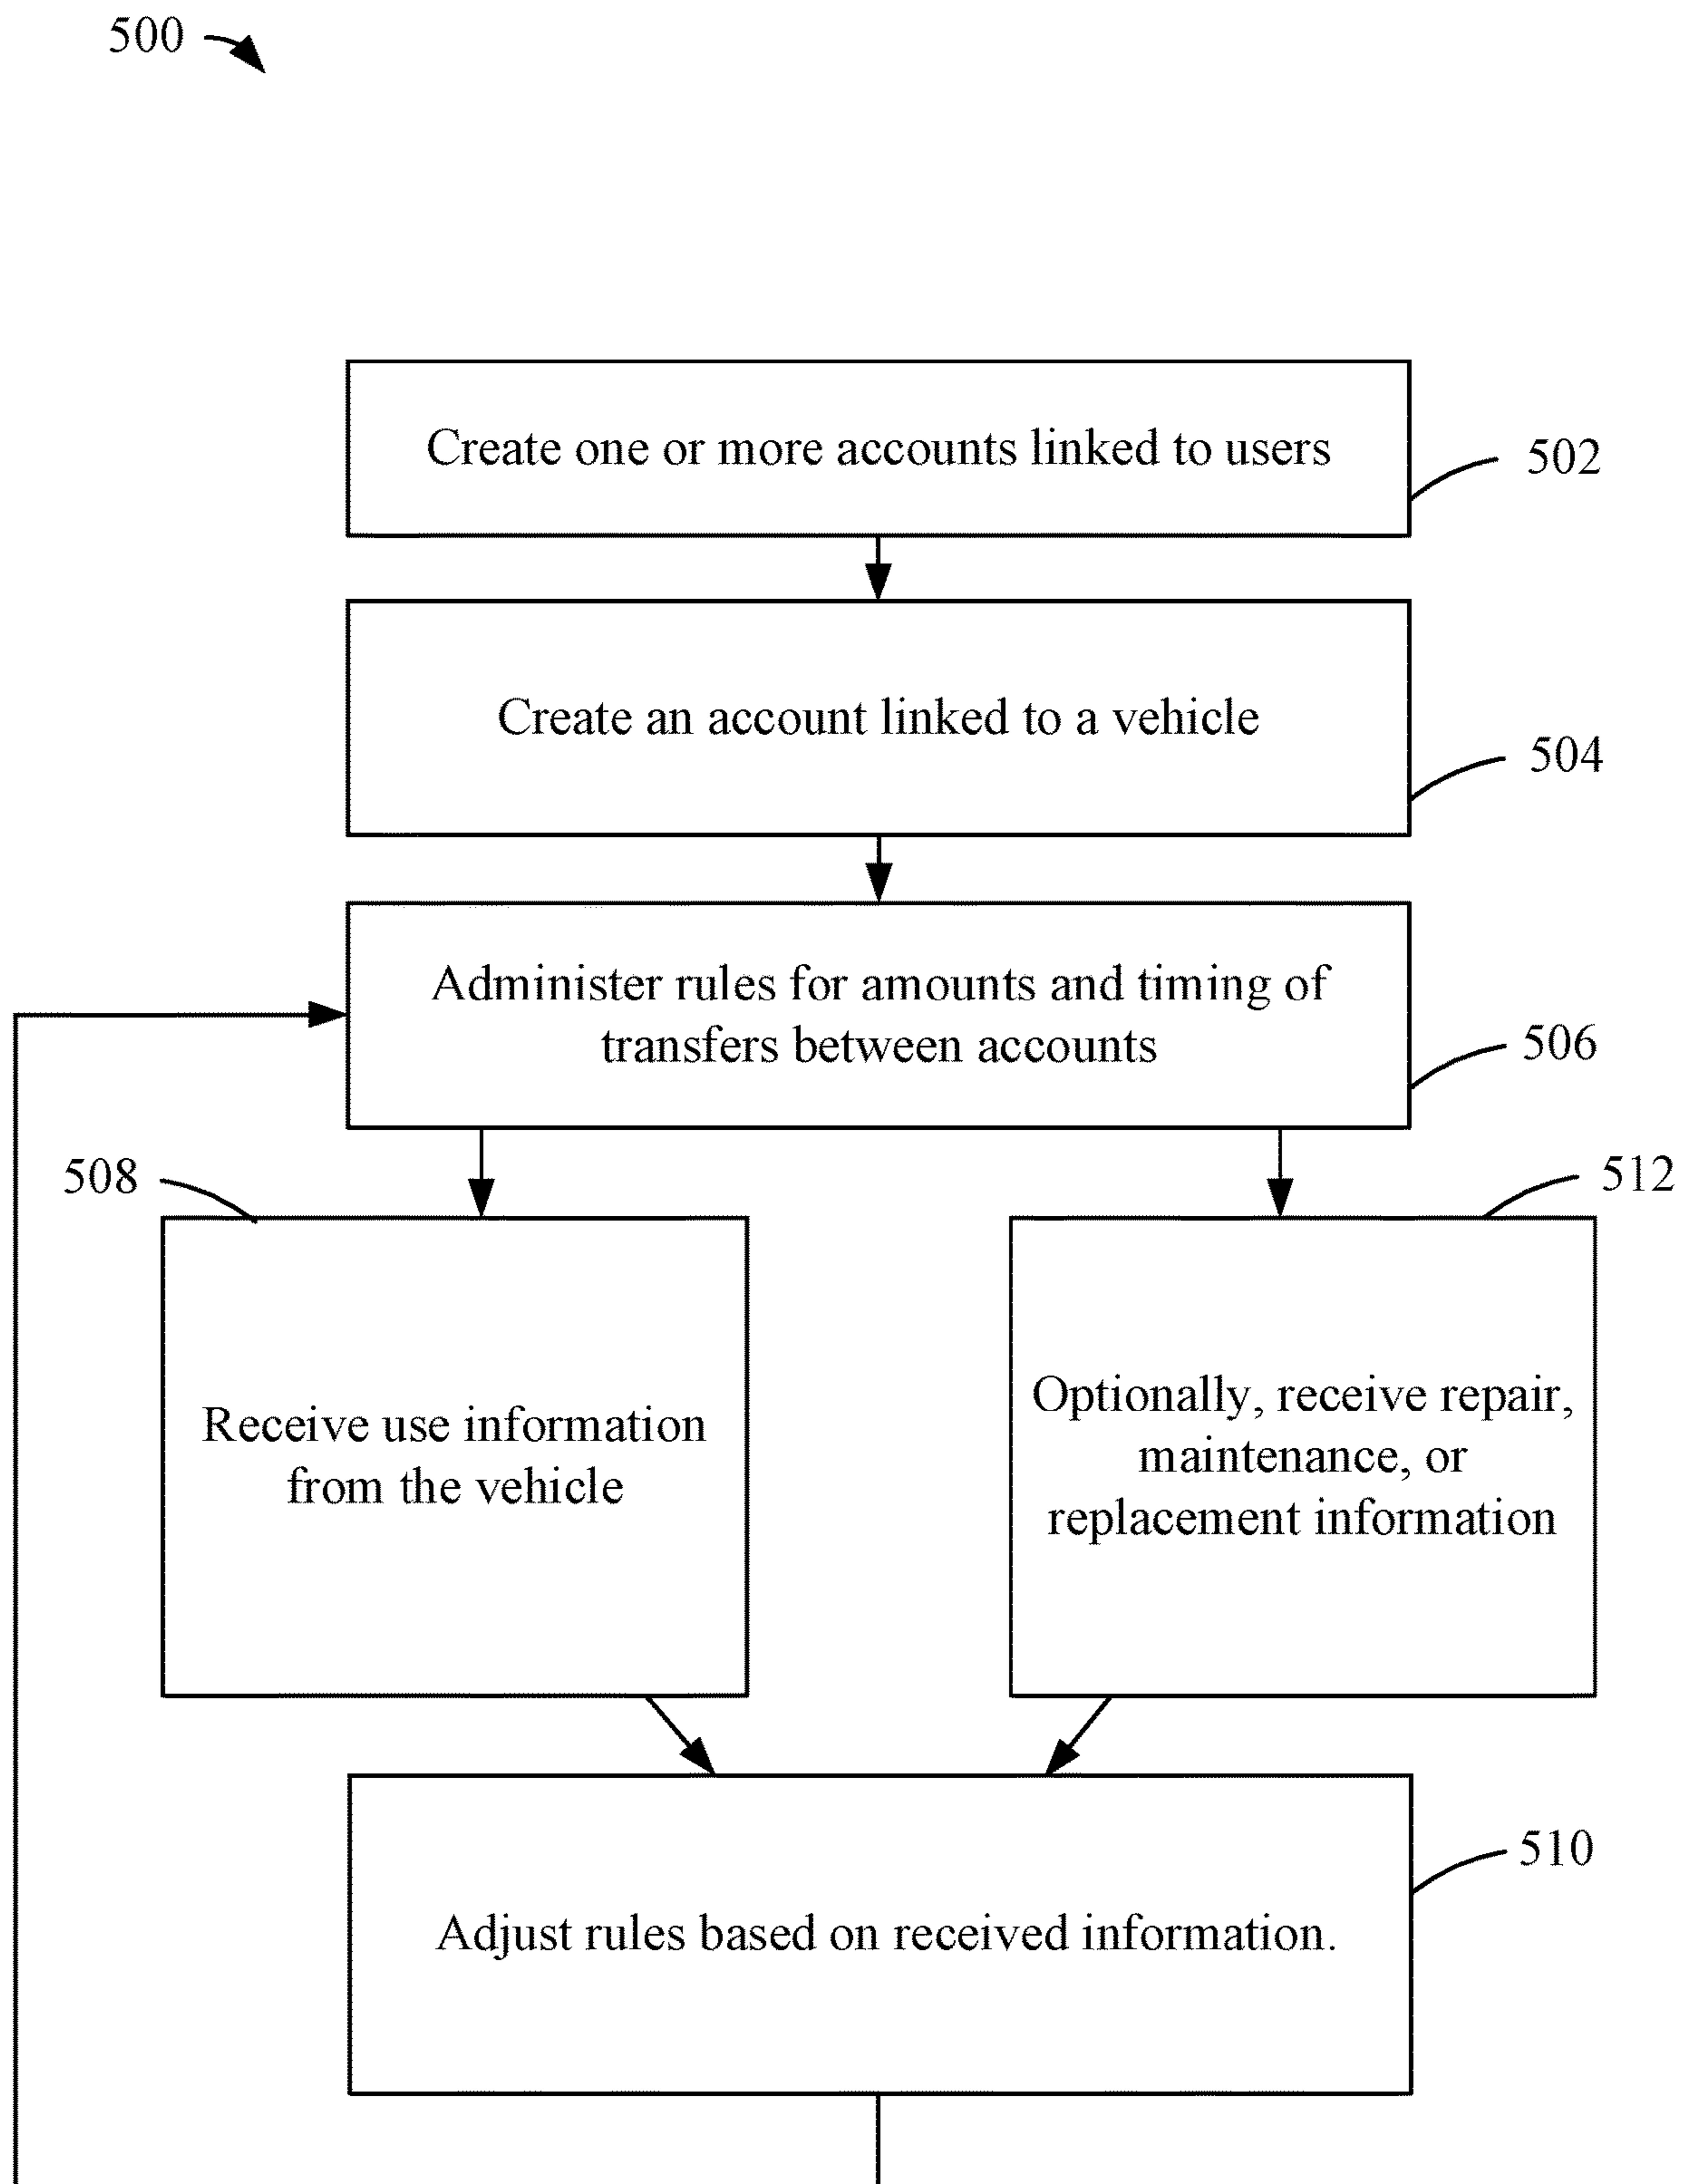 500
Create one or more accounts linked to users
502
Create an account linked to a vehicle
504
Administer rules for amounts and timing of
transfers between accounts
506
508
512
Receive use information
from the vehicle
Optionally, receive repair,
maintenance, or
replacement information
510
Adjust rules based on received information.